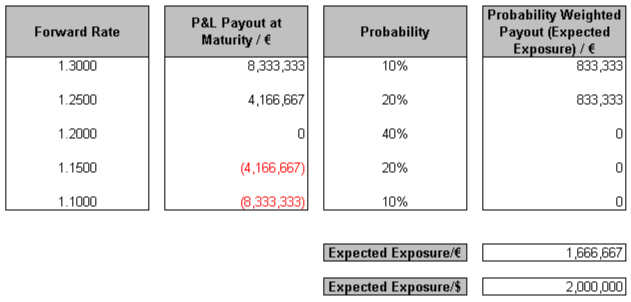 Forward Rate P&L Payout at Maturity / € Probability Probability Weighted Payout (Expected Exposure) / €
1.3000 8,333,333 10% 833,333
1.2500 4,166,667 20% 833,333
1.2000 0 40% 0
1.1500 (4,166,667) 20% 0
1.1000 (8,333,333) 10% 0
Expected Exposure/€ 1,666,667
Expected Exposure/$ 2,000,000